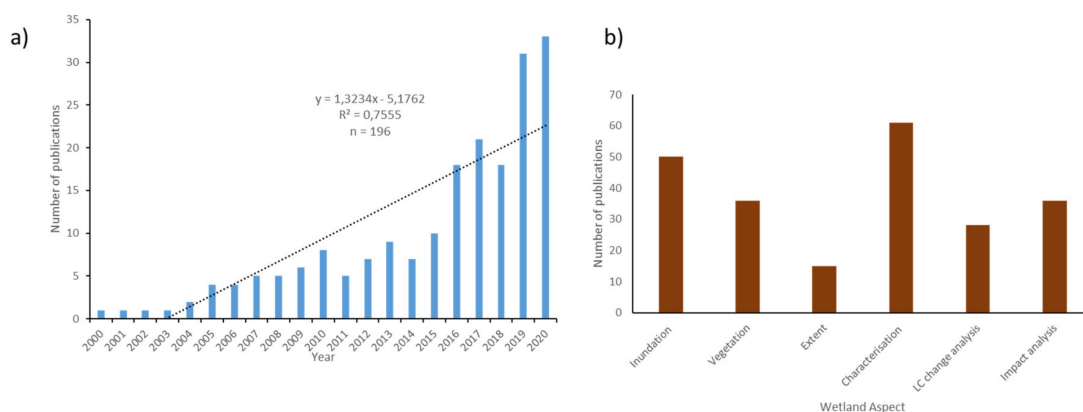 a)
35
30
25
20
15
10
5
0
Number of publications
y = 1,3234x - 5,1762
R² = 0,7555
n = 196
2000
2001
2002
2003
2004
2005
2006
2007
2008
2009
2010
2011
2012
2013
2014
2015
2016
2017
2018
2019
2020
Year
b)
70
60
50
40
30
20
10
0
Number of publications
Inundation
Vegetation
Extent
Characterisation
LC change analysis
Impact analysis
Wetland Aspect